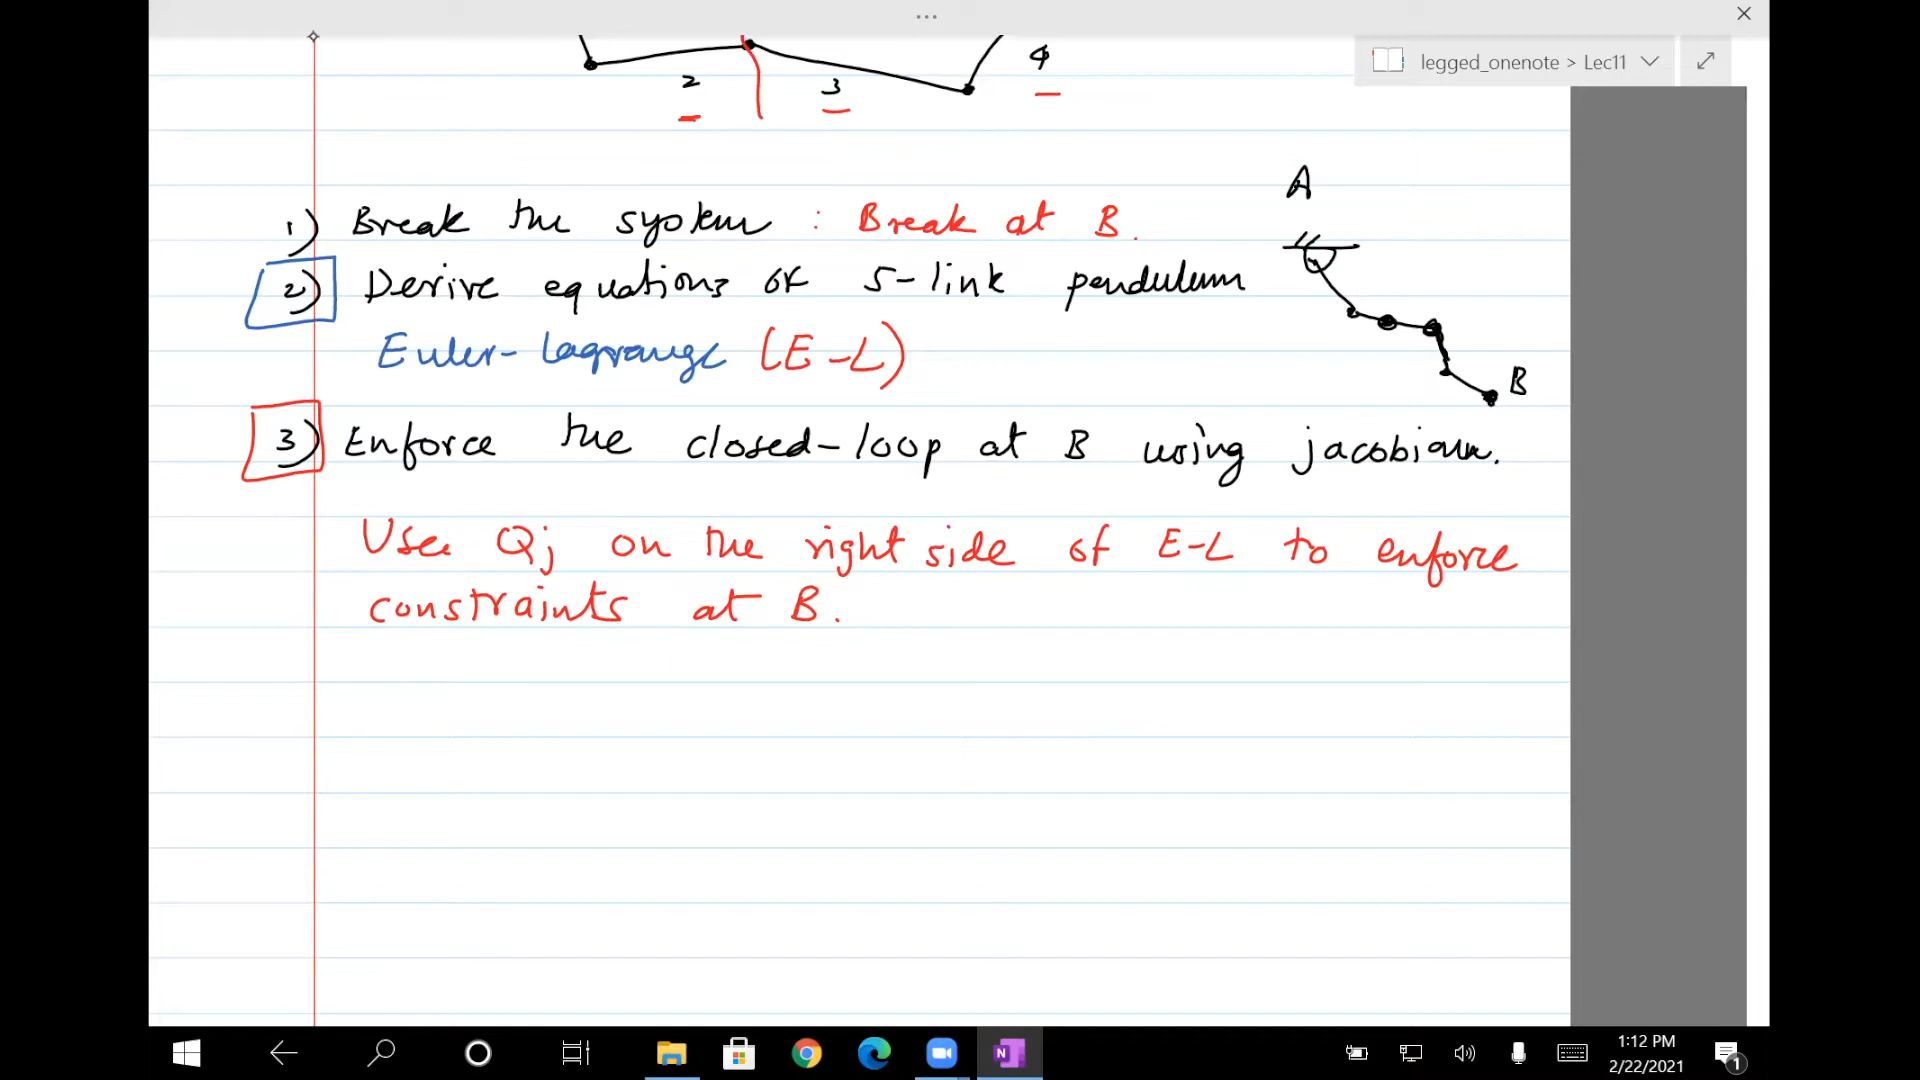 legged_onenote > Lec11
4
2
3
A
1) Break the system : Break at B.
2) Derive equations of 5-link pendulum
Euler-Lagrange (E-L)
B
3) Enforce the closed-loop at B using jacobian.
Use Qj on the right side of E-L to enforce
constraints at B.
1:12 PM
2/22/2021
1